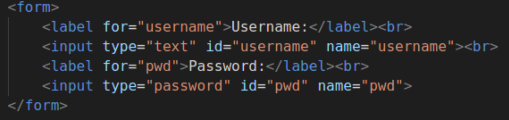 <form>
<label for="username">Username:</label><br>
<input type="text" id="username" name="username"><br>
<label for="pwd">Password:</label><br>
<input type="password" id="pwd" name="pwd">
</form>